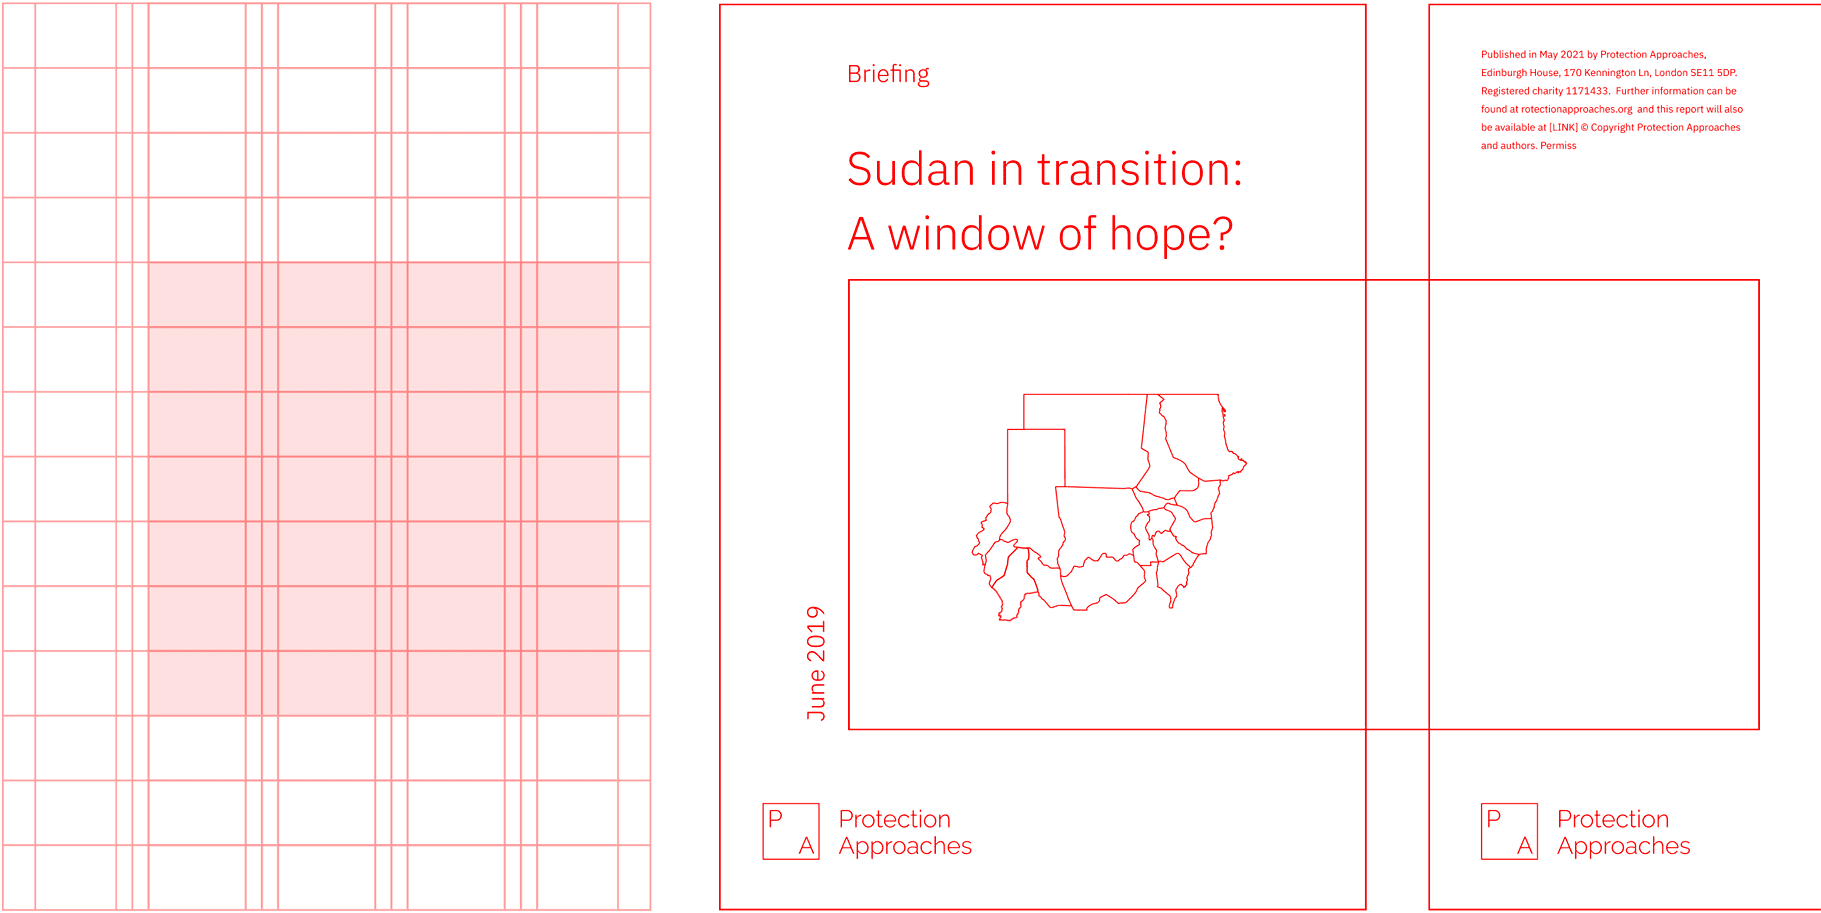 Briefing
Sudan in transition:
A window of hope?
June 2019
P
A
Protection
Approaches
Published in May 2021 by Protection Approaches,
Edinburgh House, 170 Kennington Ln, London SE11 5DP.
Registered charity 1171433.  Further information can be
found at rotectionapproaches.org  and this report will also
be available at [LINK] © Copyright Protection Approaches
and authors. Permiss
P
A
Protection
Approaches